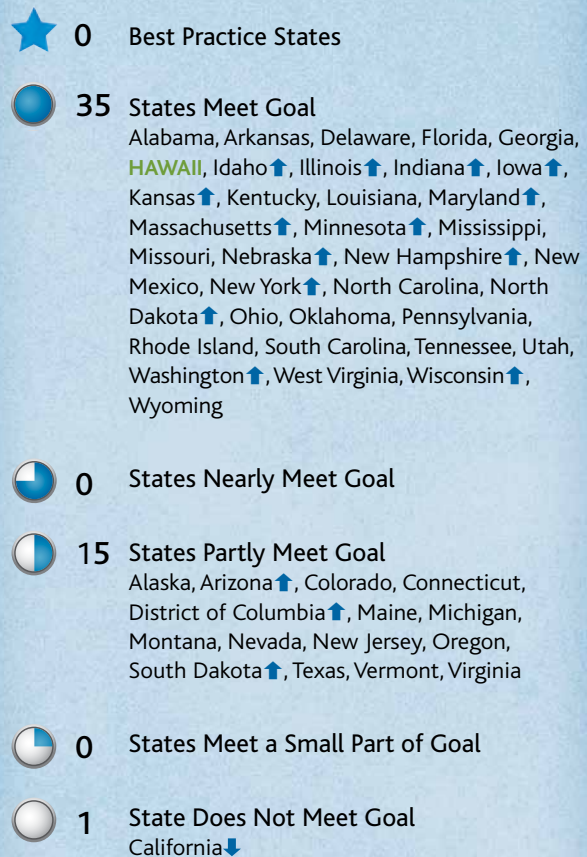 0 Best Practice States
35 States Meet Goal
Alabama, Arkansas, Delaware, Florida, Georgia,
HAWAII, Idaho⬆, Illinois⬆, Indiana⬆, Iowa⬆,
Kansas⬆, Kentucky, Louisiana, Maryland⬆,
Massachusetts⬆, Minnesota⬆, Mississippi,
Missouri, Nebraska⬆, New Hampshire⬆, New
Mexico, New York⬆, North Carolina, North
Dakota⬆, Ohio, Oklahoma, Pennsylvania,
Rhode Island, South Carolina, Tennessee, Utah,
Washington⬆, West Virginia, Wisconsin⬆,
Wyoming
0 States Nearly Meet Goal
15 States Partly Meet Goal
Alaska, Arizona⬆, Colorado, Connecticut,
District of Columbia⬆, Maine, Michigan,
Montana, Nevada, New Jersey, Oregon,
South Dakota⬆, Texas, Vermont, Virginia
0 States Meet a Small Part of Goal
1 State Does Not Meet Goal
California⬇